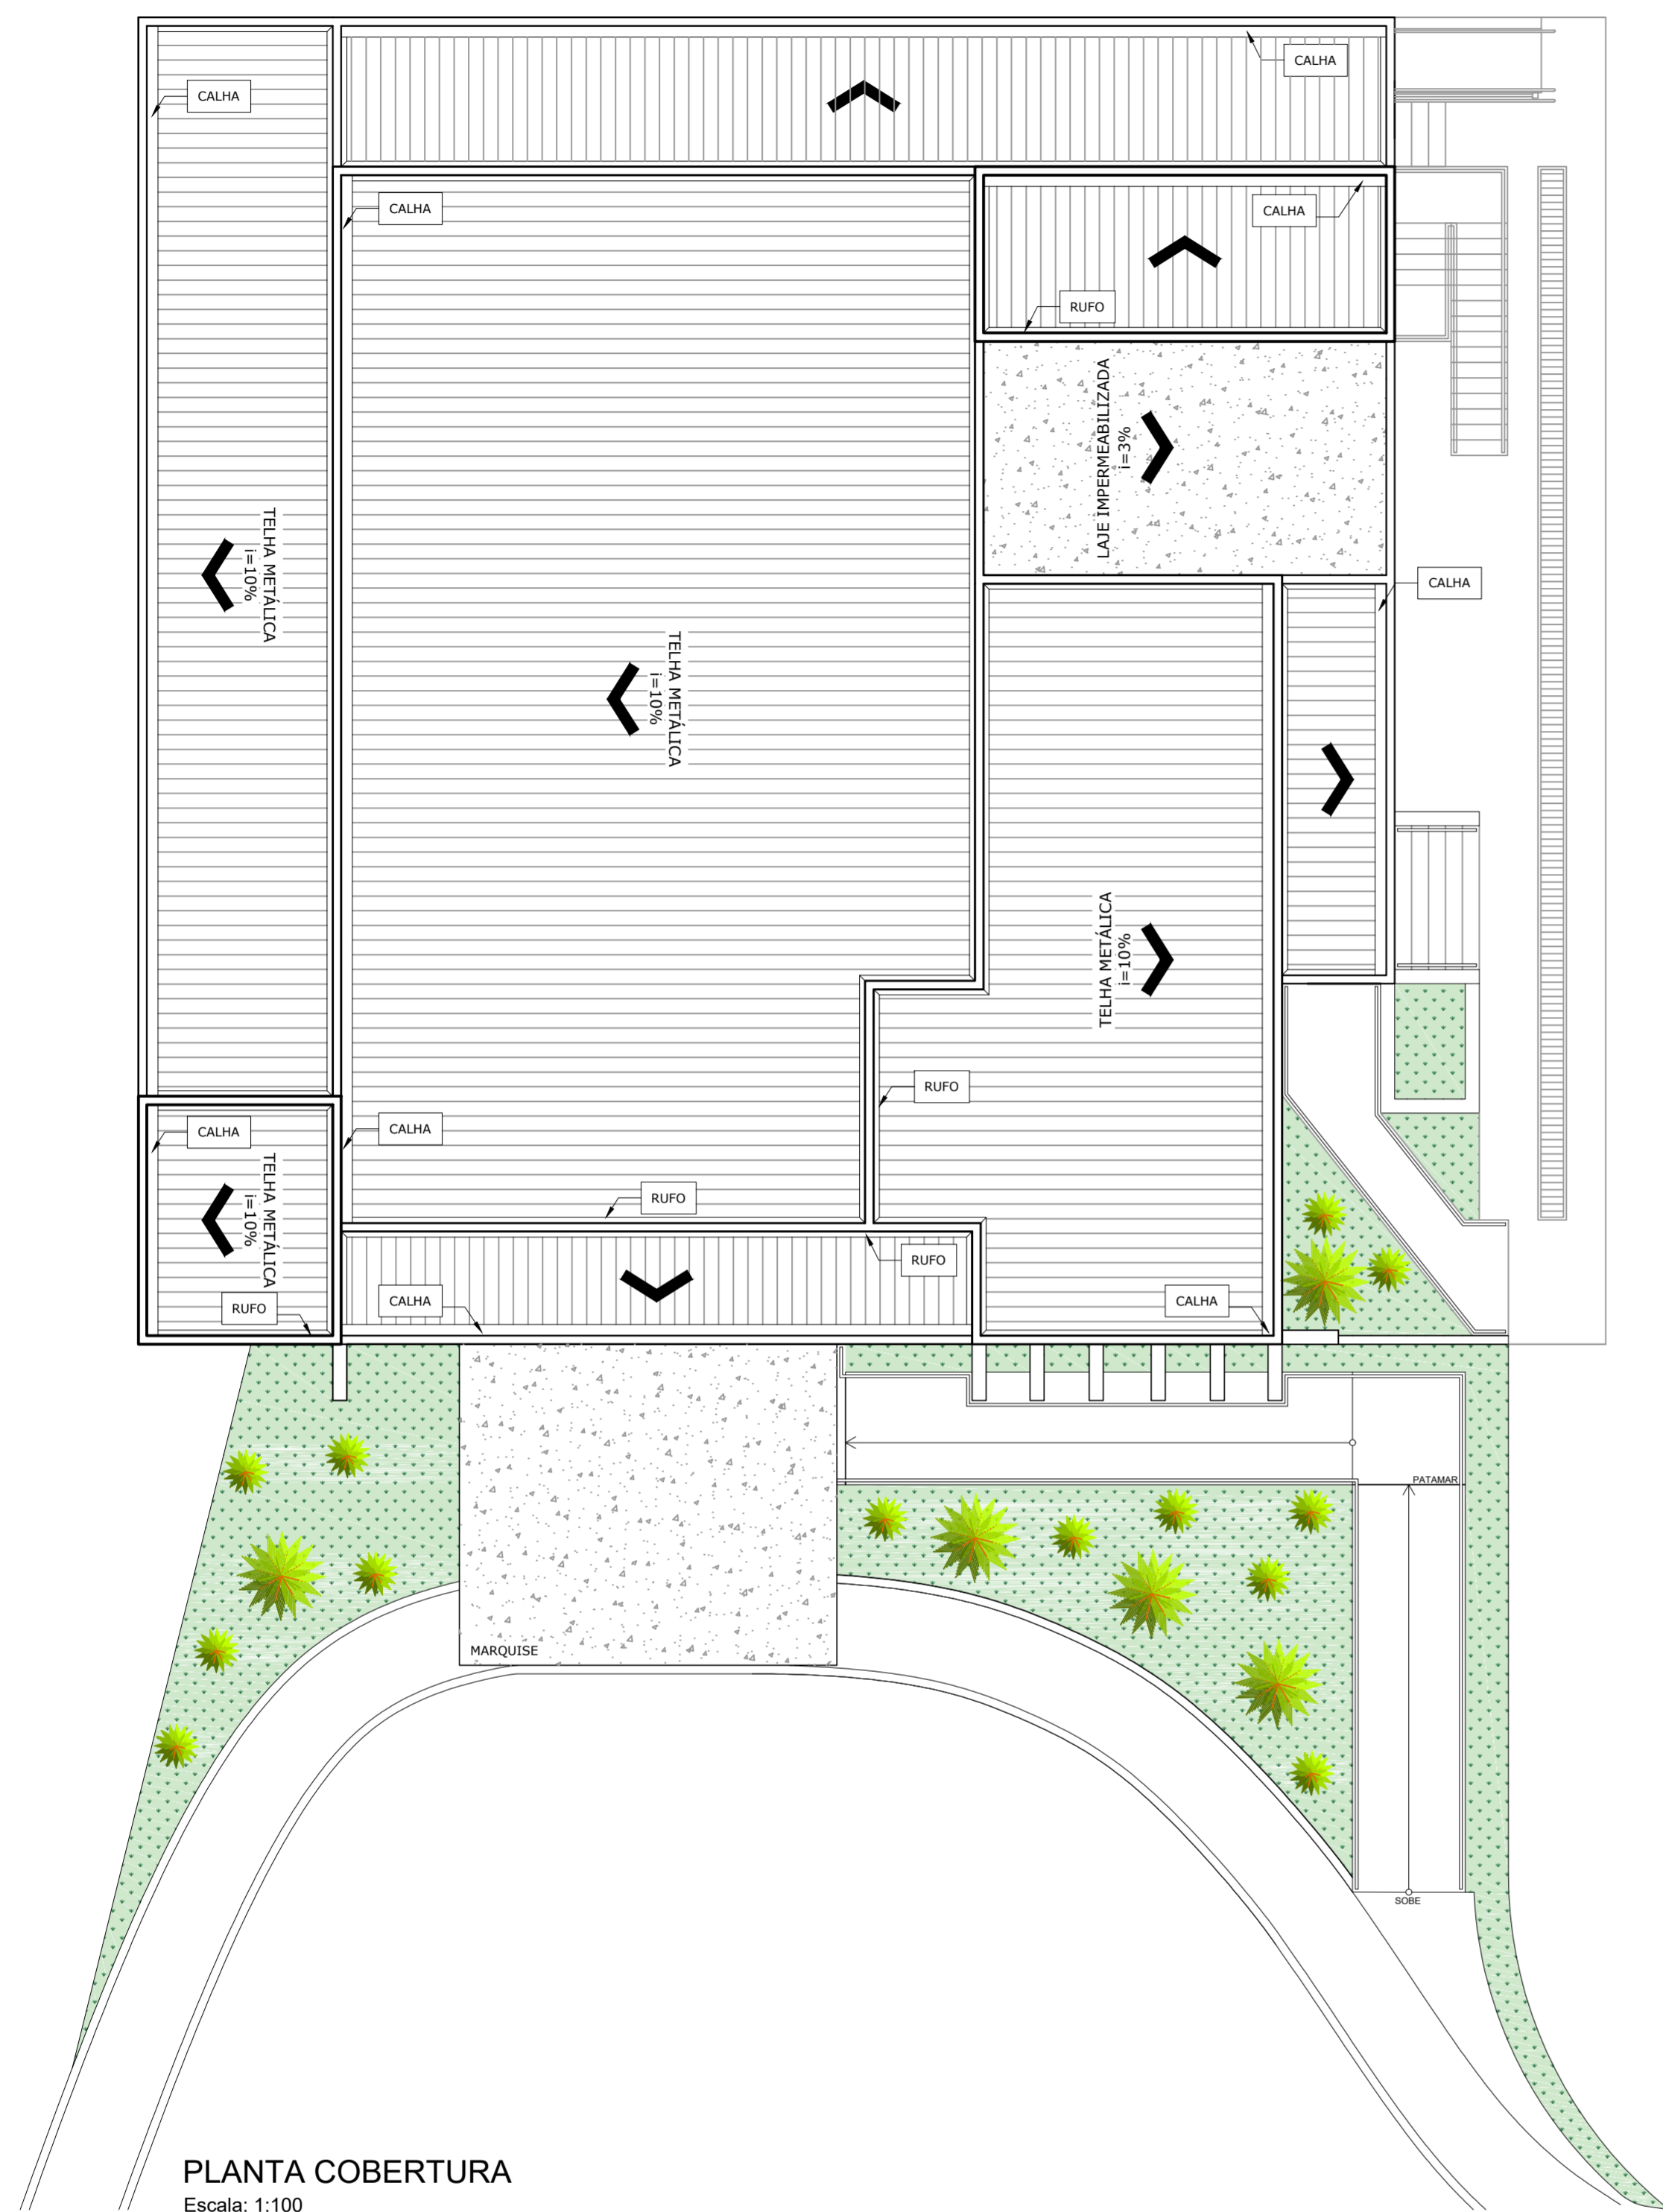 CALHA
CALHA
CALHA
CALHA
RUFO
LAJE IMPERMEABILIZADA
i=3%
TELHA METÁLICA
i=10%
CALHA
TELHA METÁLICA
i=10%
TELHA METÁLICA
i=10%
RUFO
CALHA
CALHA
TELHA METÁLICA
i=10%
RUFO
RUFO
CALHA
CALHA
RUFO
PATAMAR
MARQUISE
SOBE
PLANTA COBERTURA
Escala: 1:100